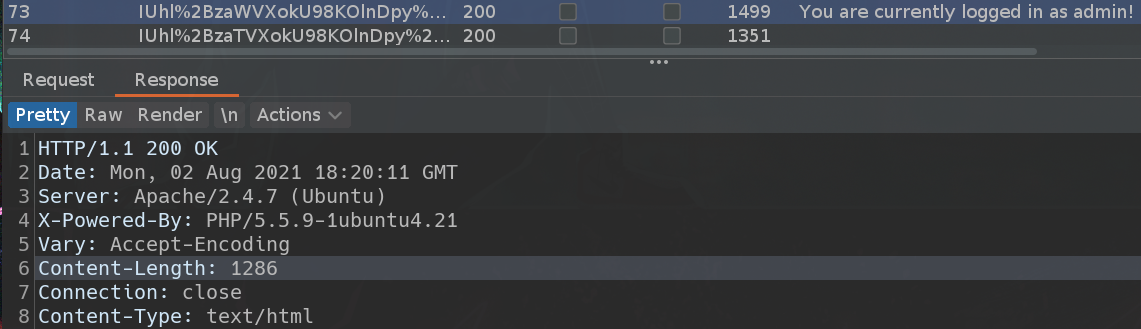 73 IUhl%2BzaWVXokU98KOlnDpy%2... 200 1499 You are currently logged in as admin!
74 IUhl%2BzaTVXokU98KOlnDpy%2... 200 1351
Request Response
Pretty Raw Render \n Actions
1 HTTP/1.1 200 OK
2 Date: Mon, 02 Aug 2021 18:20:11 GMT
3 Server: Apache/2.4.7 (Ubuntu)
4 X-Powered-By: PHP/5.5.9-1ubuntu4.21
5 Vary: Accept-Encoding
6 Content-Length: 1286
7 Connection: close
8 Content-Type: text/html